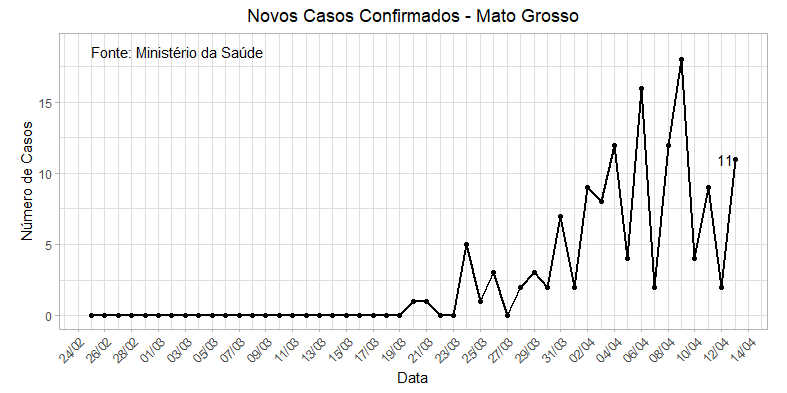 Novos Casos Confirmados - Mato Grosso
Fonte: Ministério da Saúde
Número de Casos
15
10
5
0
11
24/02 26/02 28/02 01/03 03/03 05/03 07/03 09/03 11/03 13/03 15/03 17/03 19/03 21/03 23/03 25/03 27/03 29/03 31/03 02/04 04/04 06/04 08/04 10/04 12/04 14/04
Data